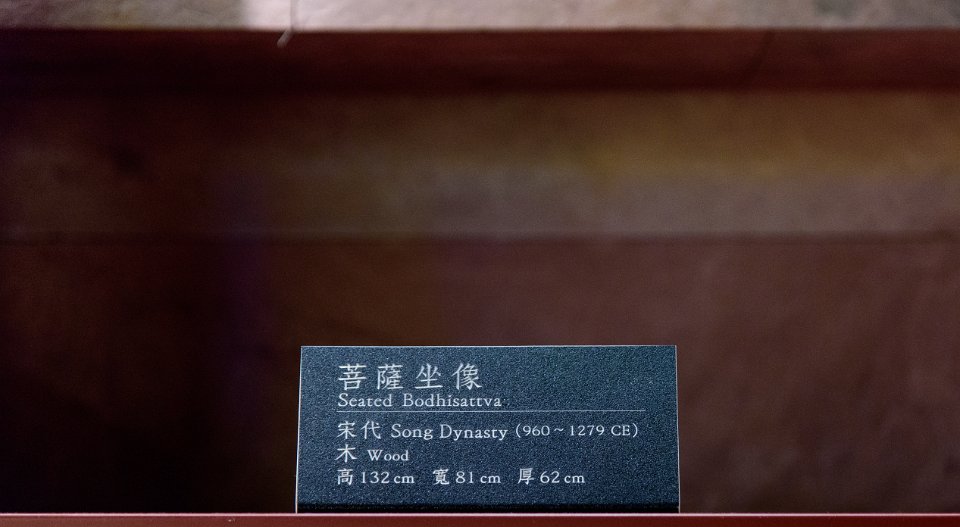 菩薩坐像
Seated Bodhisattva
宋代 Song Dynasty (960~1279 CE)
木 Wood
高 132 cm 寬 81 cm 厚 62 cm